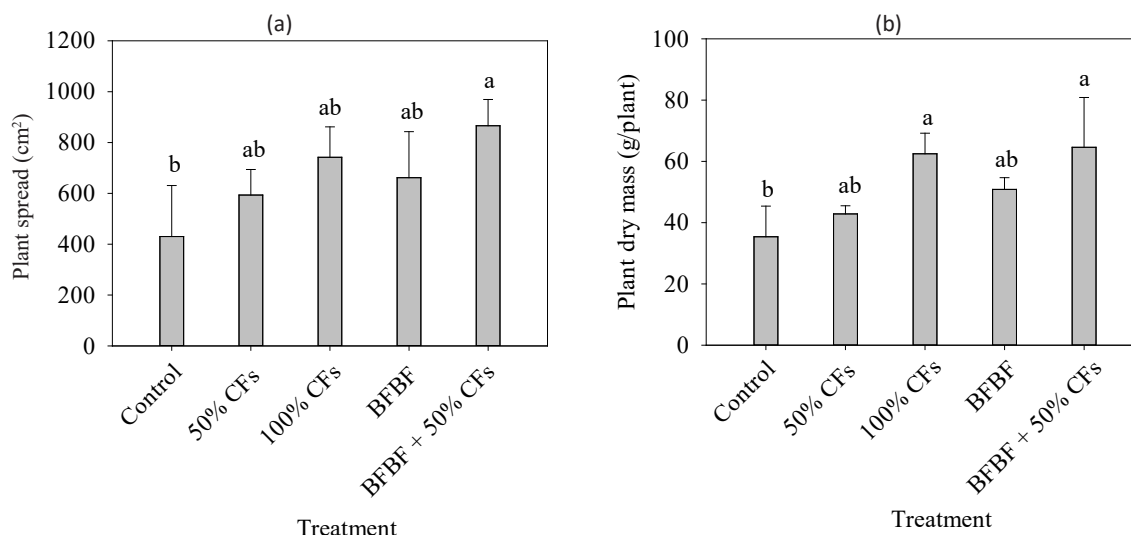 (a)
1200
1000
800
600
400
200
0
Plant spread (cm²)
b
ab
ab
ab
a
Control
50% CFs
100% CFs
BFBF
BFBF + 50% CFs
Treatment
(b)
100
80
60
40
20
0
Plant dry mass (g/plant)
b
ab
a
ab
a
Control
50% CFs
100% CFs
BFBF
BFBF + 50% CFs
Treatment